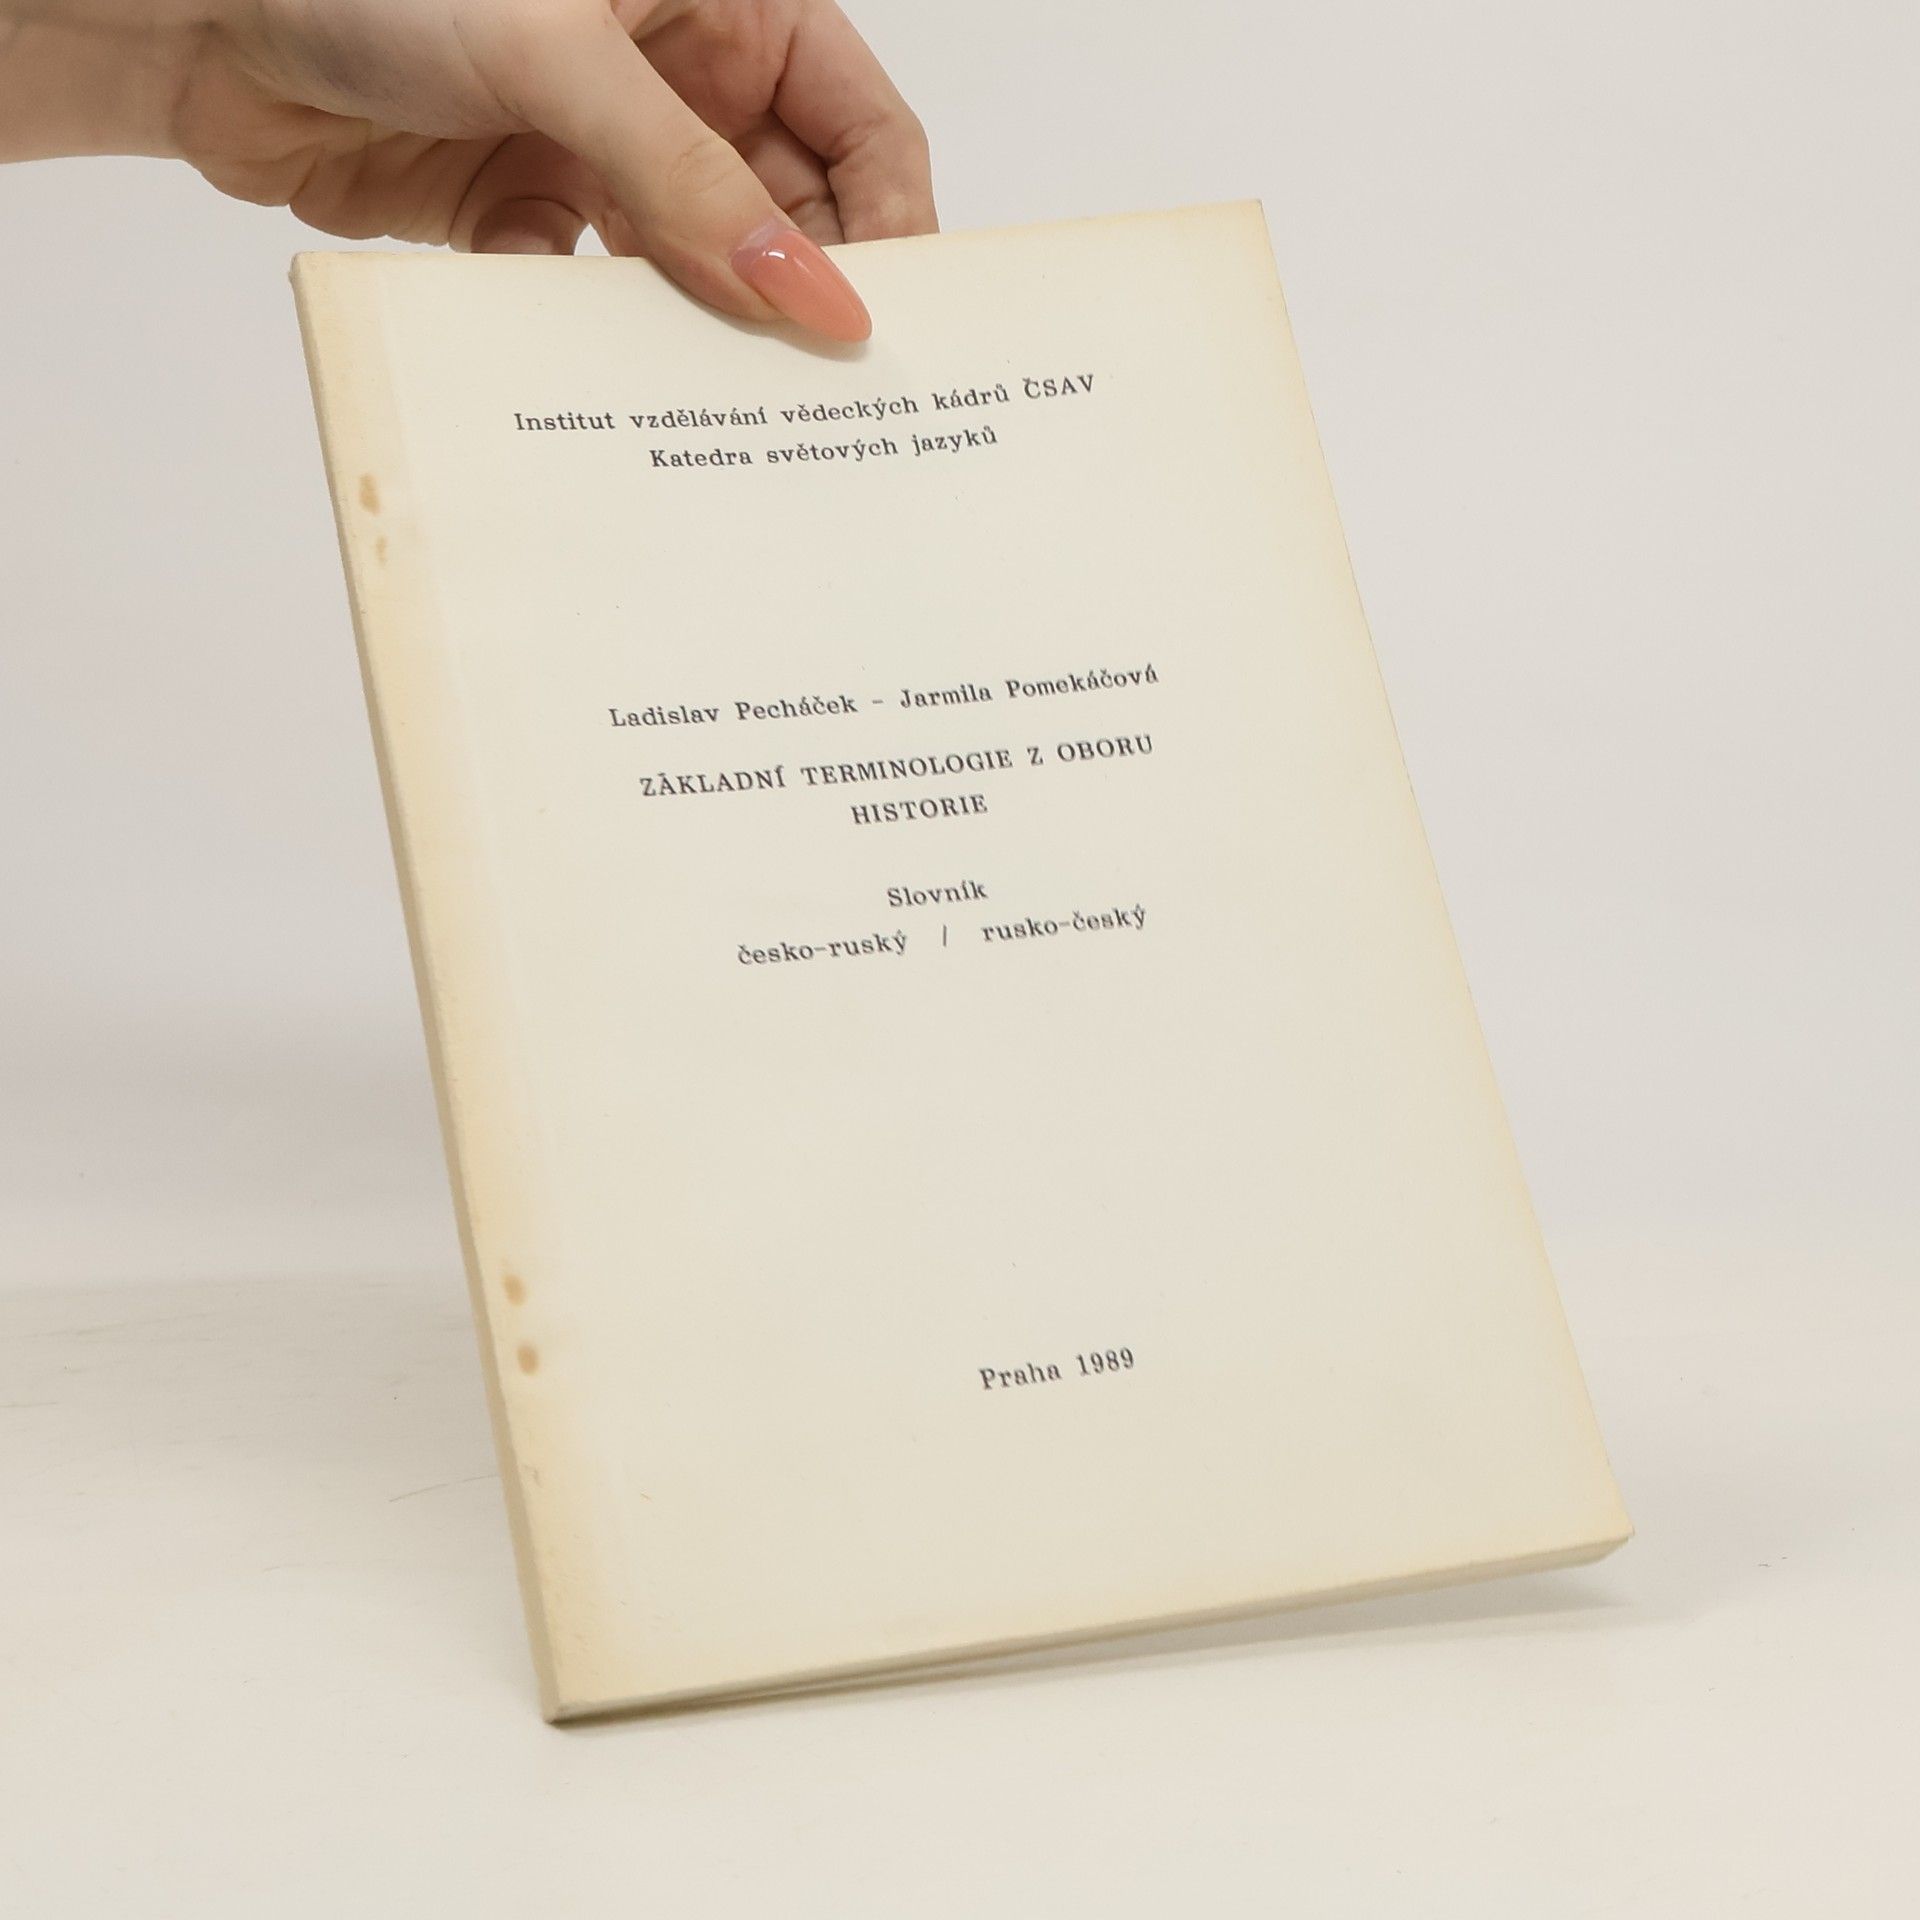 Institut vzdělávání vědeckých kádrů ČSAV
Katedra světových jazyků
Ladislav Pecháček - Jarmila Pomekáčová
ZÁKLADNÍ TERMINOLOGIE Z OBORU
HISTORIE
Slovník
česko-ruský / rusko-český
Praha 1989